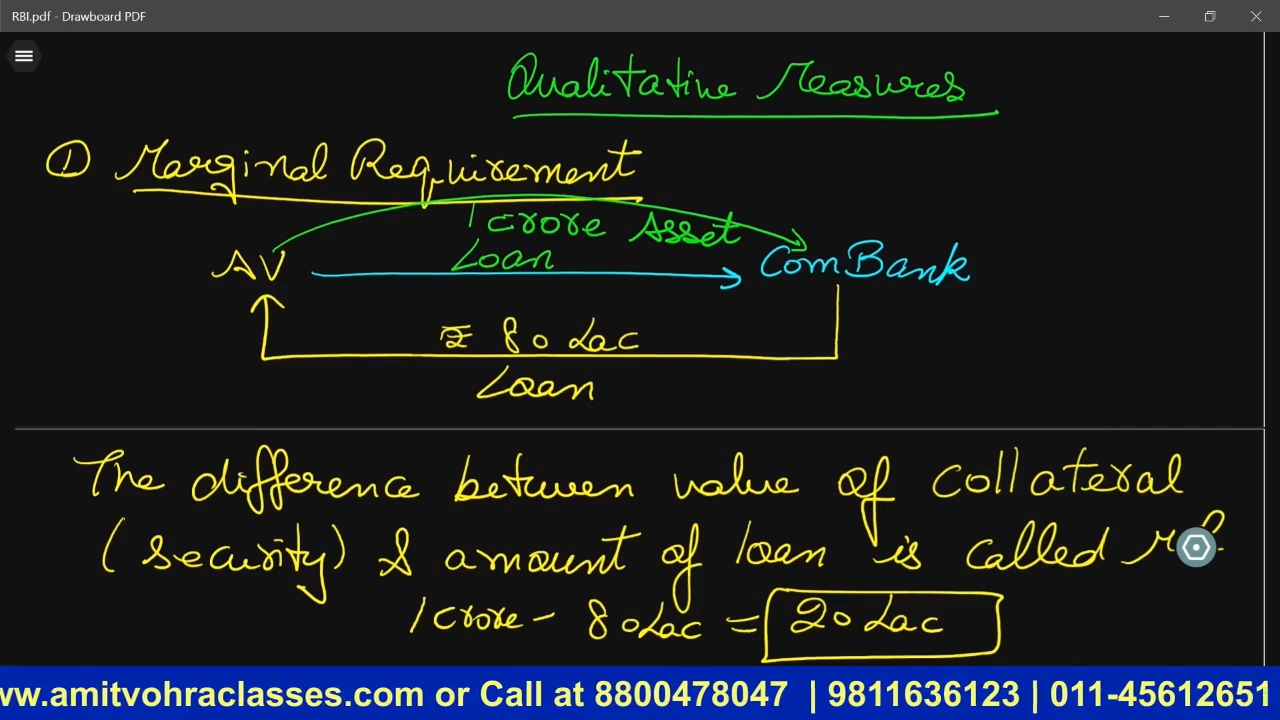 RBI.pdf - Drawboard PDF
Qualitative Measures
① Marginal Requirement
1 crore Asset
AV Loan Com Bank
₹ 80 Lac
Loan
The difference between value of collateral
(security) & amount of loan is called
1 crore - 80 Lac = 20 Lac
ww.amitvohraclasses.com or Call at 8800478047 | 9811636123 | 011-45612651